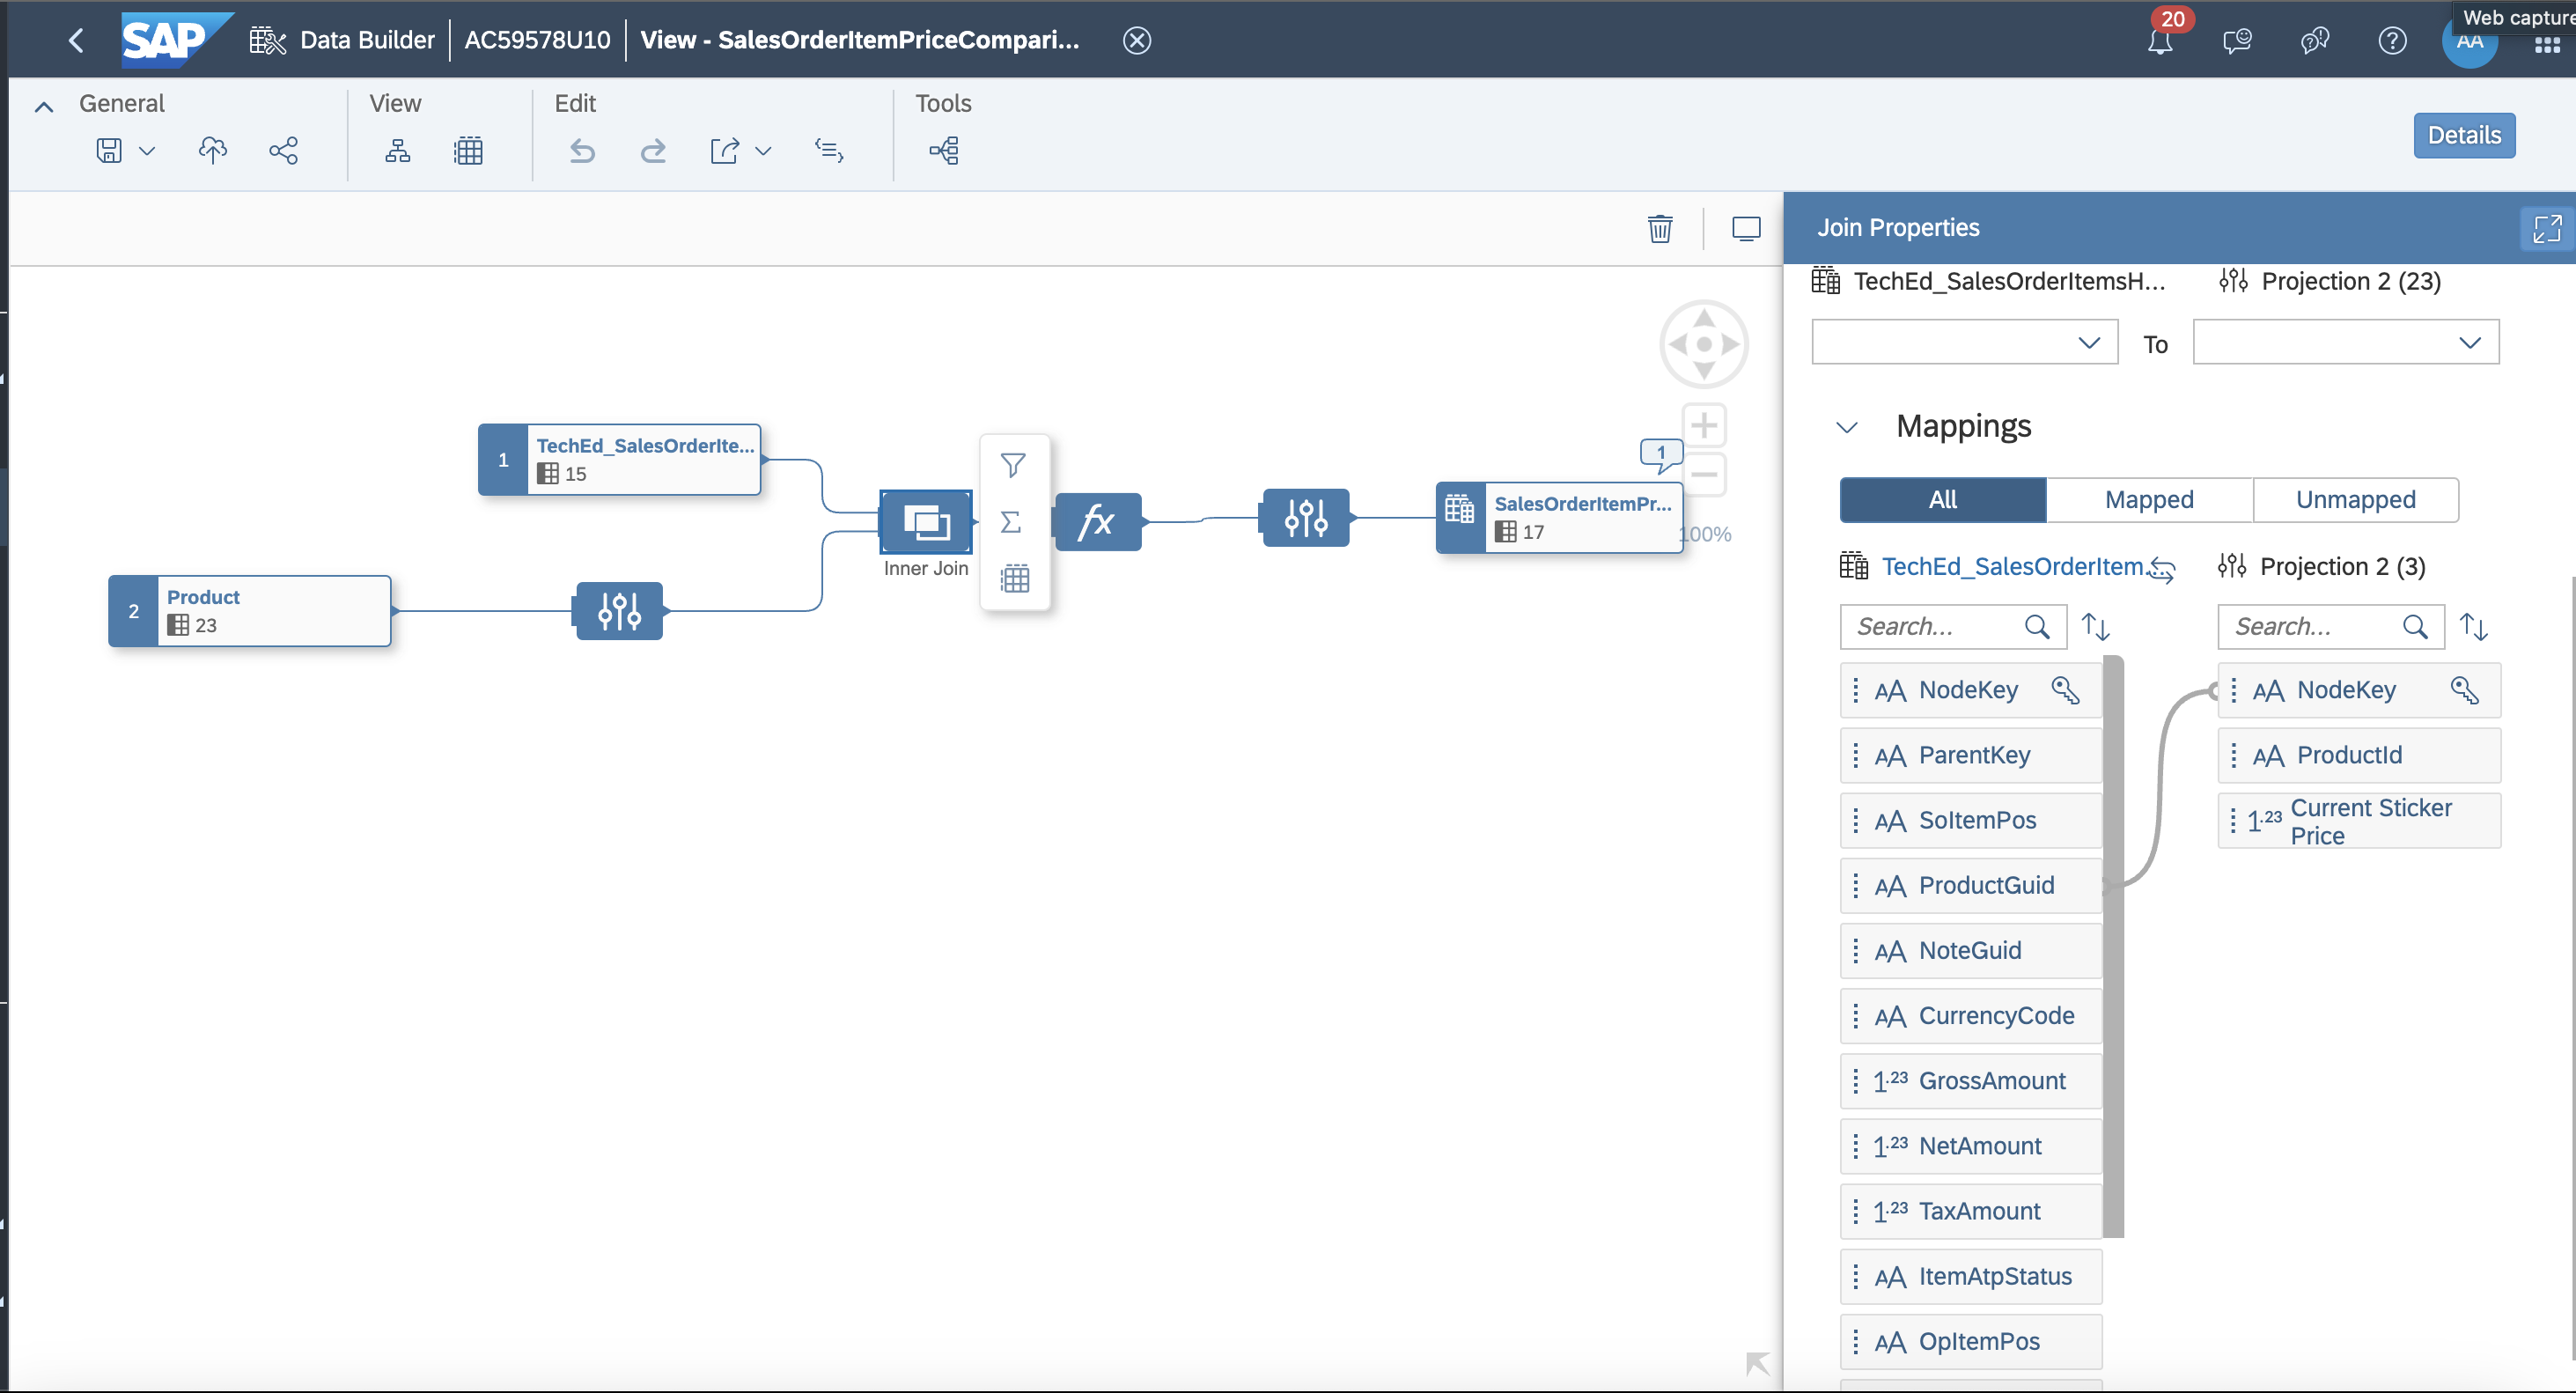 Web capture
20
SAP Data Builder AC59578U10 View - SalesOrderItemPriceCompari...
AA
General View Edit Tools
Details
Join Properties
TechEd_SalesOrderItemsH... Projection 2 (23)
To
Mappings
All Mapped Unmapped
TechEd_SalesOrderItem... Projection 2 (3)
Search... Search...
AA NodeKey AA NodeKey
AA ParentKey AA ProductId
AA SoItemPos 1.23 Current Sticker
Price
AA ProductGuid
AA NoteGuid
AA CurrencyCode
1.23 GrossAmount
1.23 NetAmount
1.23 TaxAmount
AA ItemAtpStatus
AA OpItemPos
1 TechEd_SalesOrderIte...
15
2 Product
23
Inner Join
Σ
fx
1
SalesOrderItemPr...
17
100%